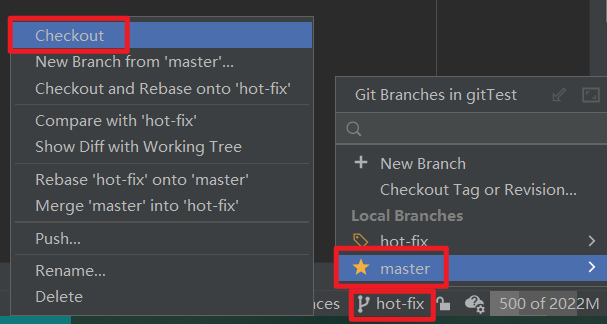 Checkout
New Branch from 'master'...
Checkout and Rebase onto 'hot-fix'
Compare with 'hot-fix'
Show Diff with Working Tree
Rebase 'hot-fix' onto 'master'
Merge 'master' into 'hot-fix'
Push...
Rename...
Delete
Git Branches in gitTest
New Branch
Checkout Tag or Revision...
Local Branches
hot-fix
master
hot-fix
500 of 2022M